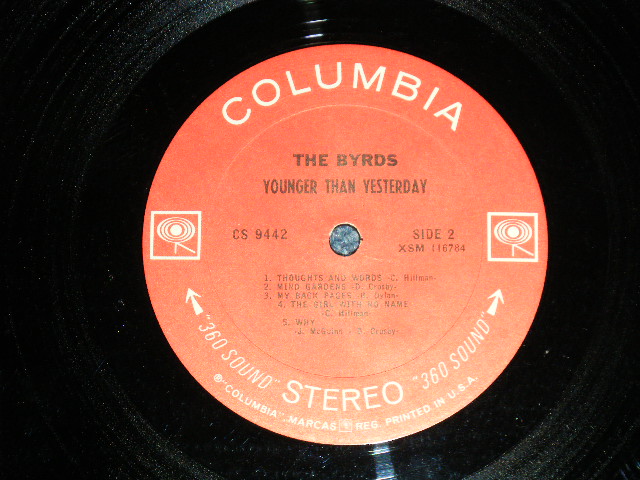 COLUMBIA
THE BYRDS
YOUNGER THAN YESTERDAY
CS 9442
SIDE 2
XSM 116784
1. THOUGHTS AND WORDS -C. Hillman-
2. MIND GARDENS -D. Crosby-
3. MY BACK PAGES -B. Dylan-
4. THE GIRL WITH NO NAME
-C. Hillman-
5. WHY
-J. McGuinn - D. Crosby-
"360 SOUND" STEREO "360 SOUND"
℗ "COLUMBIA" MARCAS REG. PRINTED IN U.S.A.